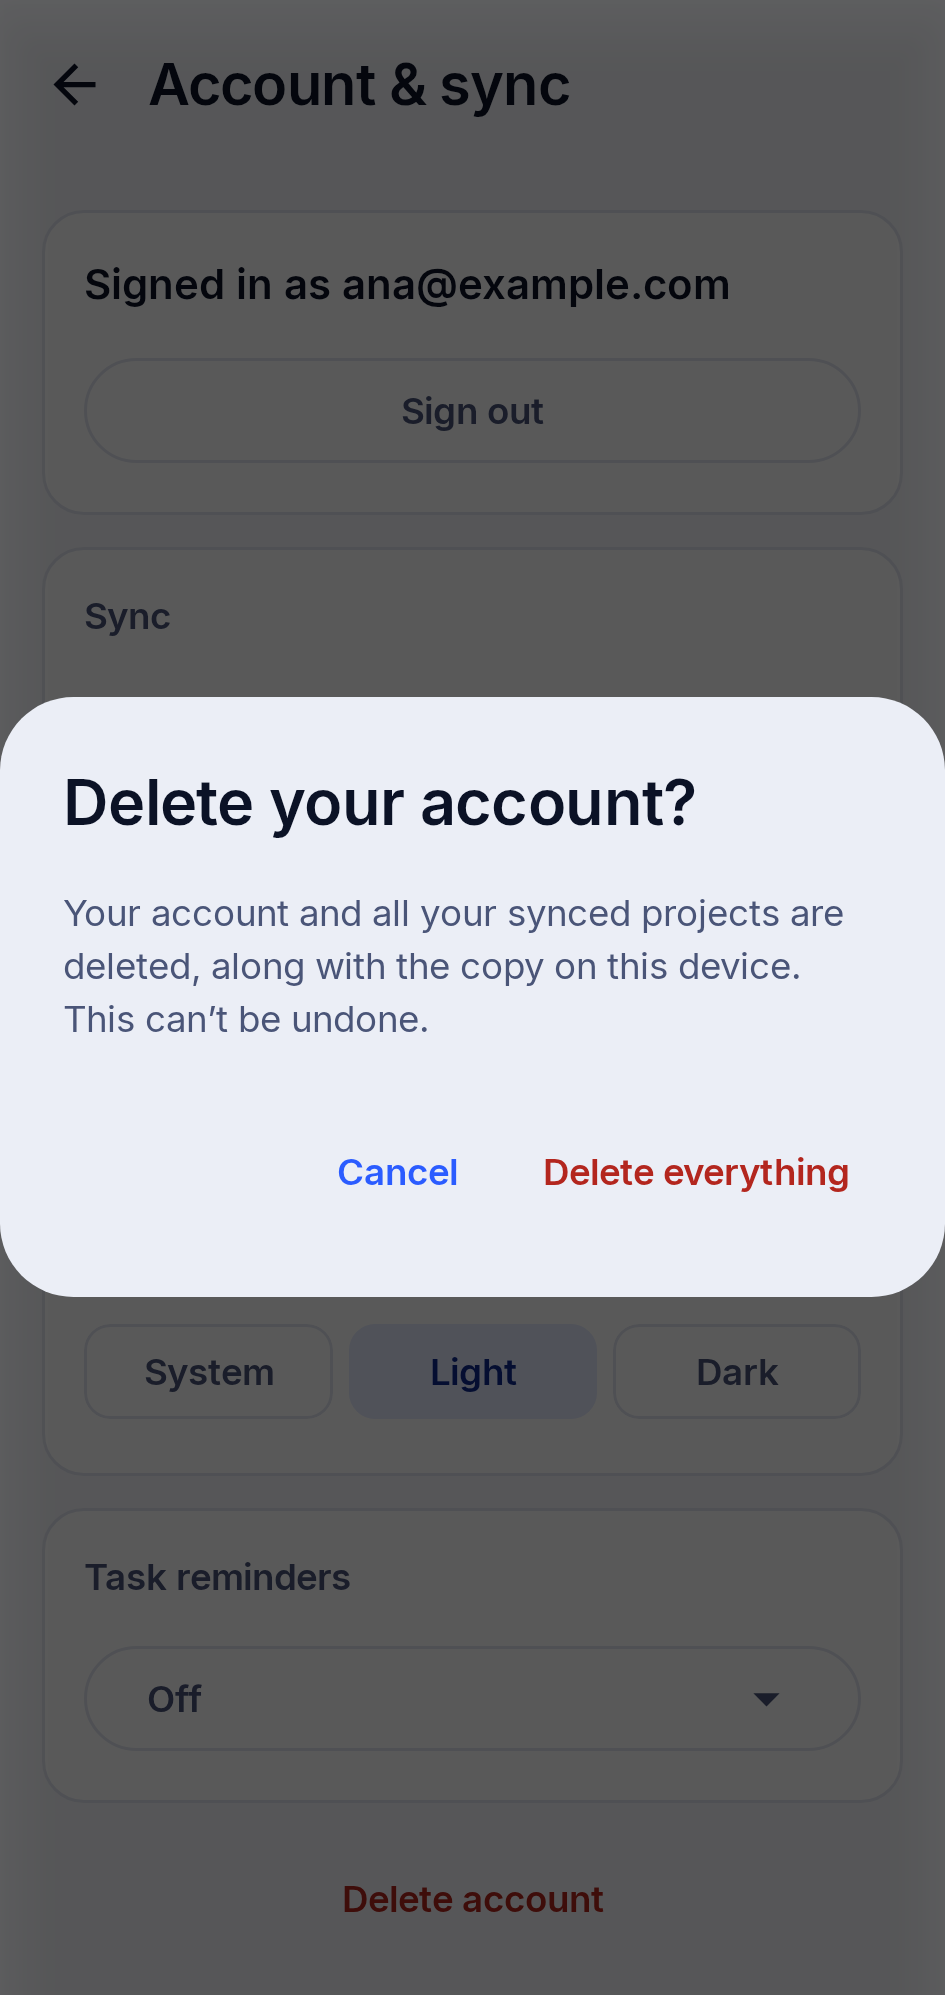 Account & sync
Signed in as ana@example.com
Sign out
Sync
Delete your account?
Your account and all your synced projects are
deleted, along with the copy on this device.
This can’t be undone.
Cancel
Delete everything
System
Light
Dark
Task reminders
Off
Delete account